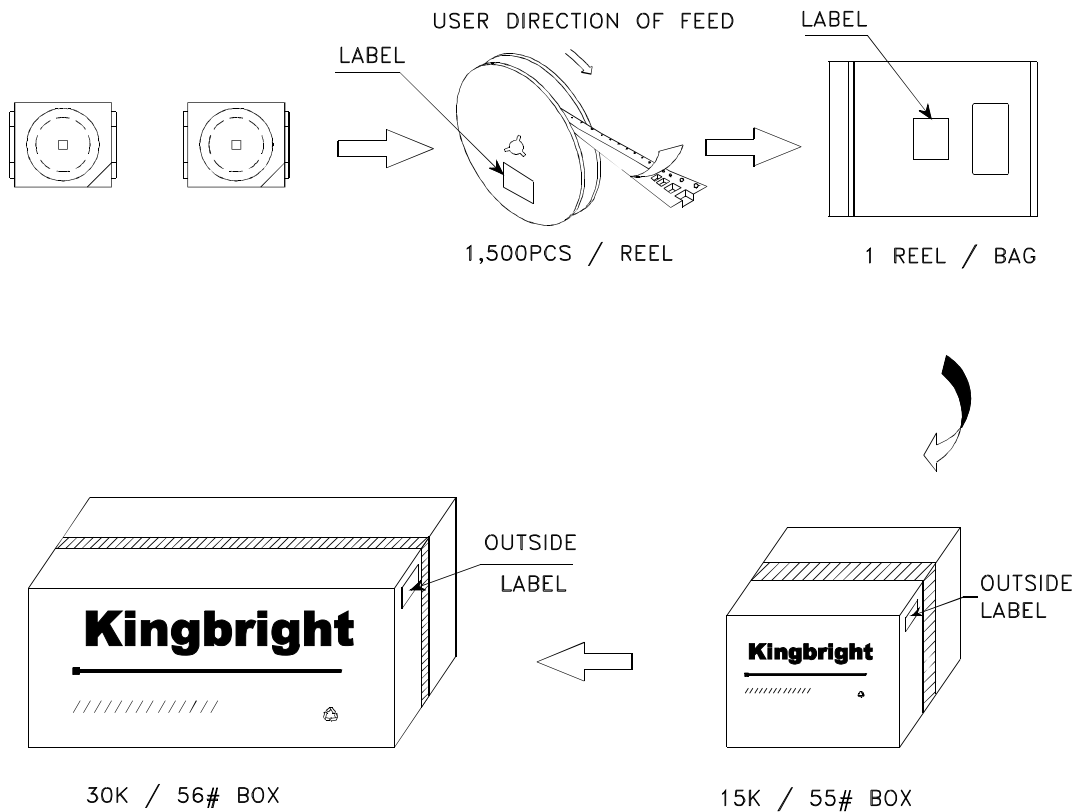 USER DIRECTION OF FEED
LABEL
LABEL
1,500PCS / REEL
1 REEL / BAG
OUTSIDE
LABEL
Kingbright
30K / 56# BOX
OUTSIDE
LABEL
Kingbright
15K / 55# BOX